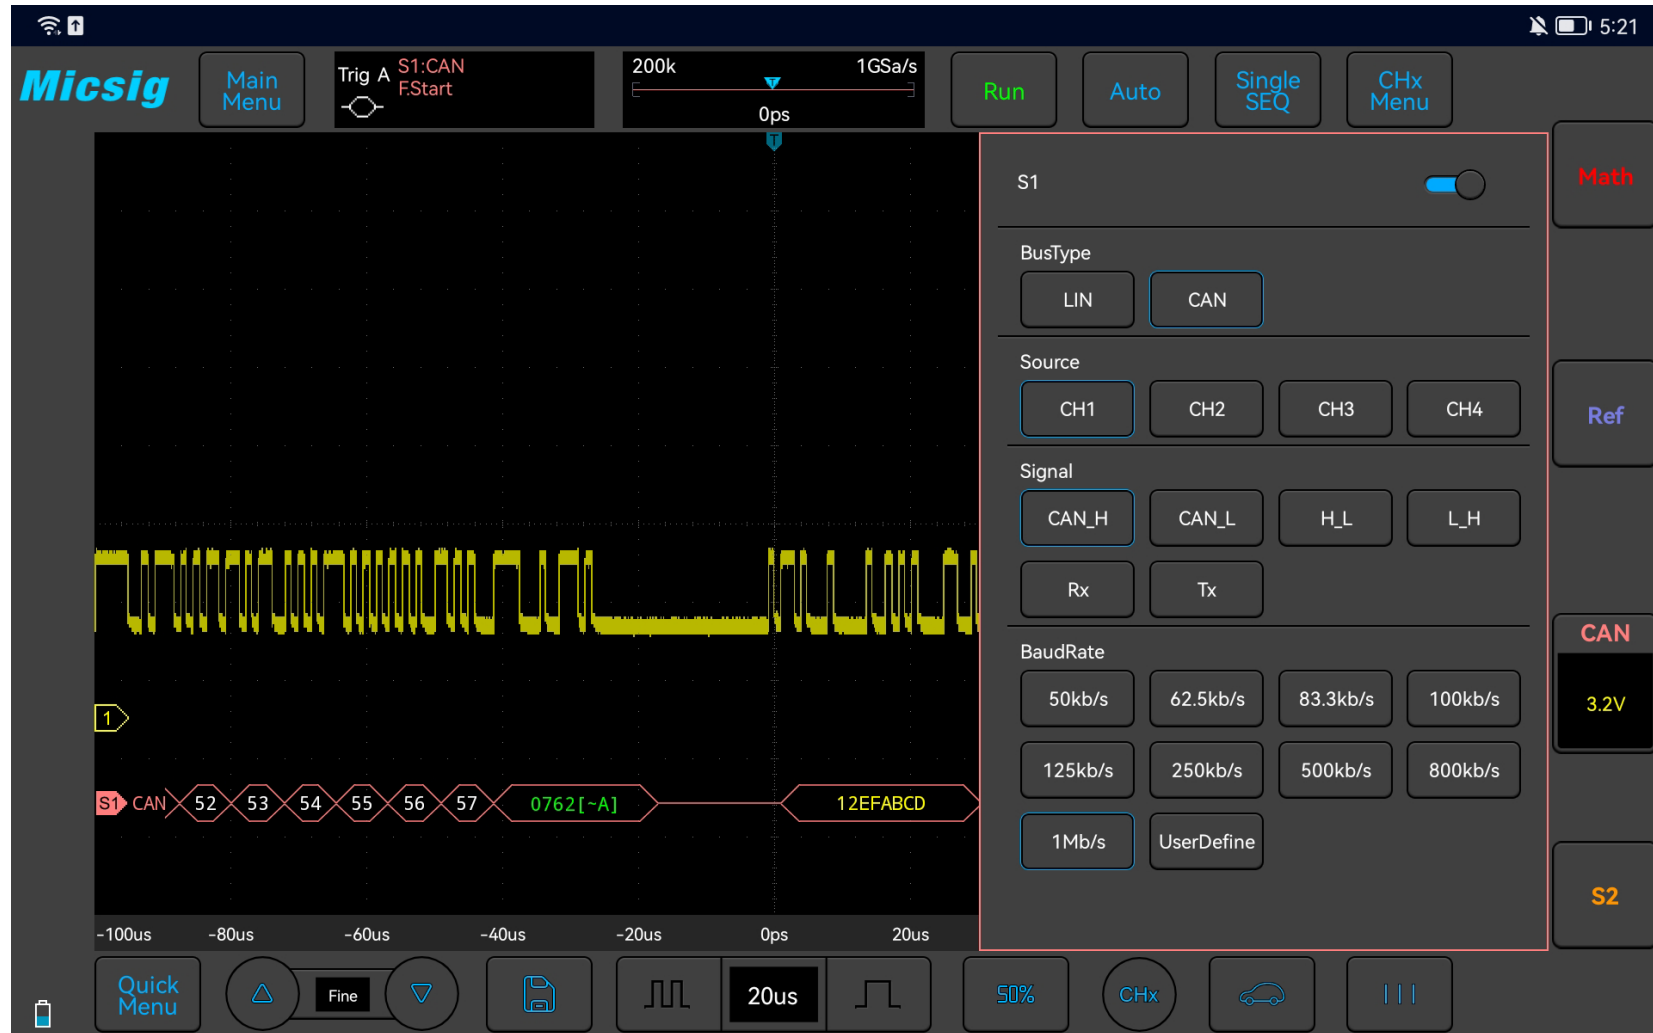 5:21
Micsig
Main
Menu
Trig A
S1:CAN
F.Start
200k
1GSa/s
0ps
Run
Auto
Single
SEQ
CHx
Menu
T
S1
Math
BusType
LIN
CAN
Source
CH1
CH2
CH3
CH4
Ref
Signal
CAN_H
CAN_L
H_L
L_H
Rx
Tx
CAN
3.2V
BaudRate
50kb/s
62.5kb/s
83.3kb/s
100kb/s
1
125kb/s
250kb/s
500kb/s
800kb/s
S1 CAN 52 53 54 55 56 57 0762[~A] 12EFABCD
1Mb/s
UserDefine
S2
-100us -80us -60us -40us -20us 0ps 20us
Quick
Menu
Fine
20us
50%
CHx